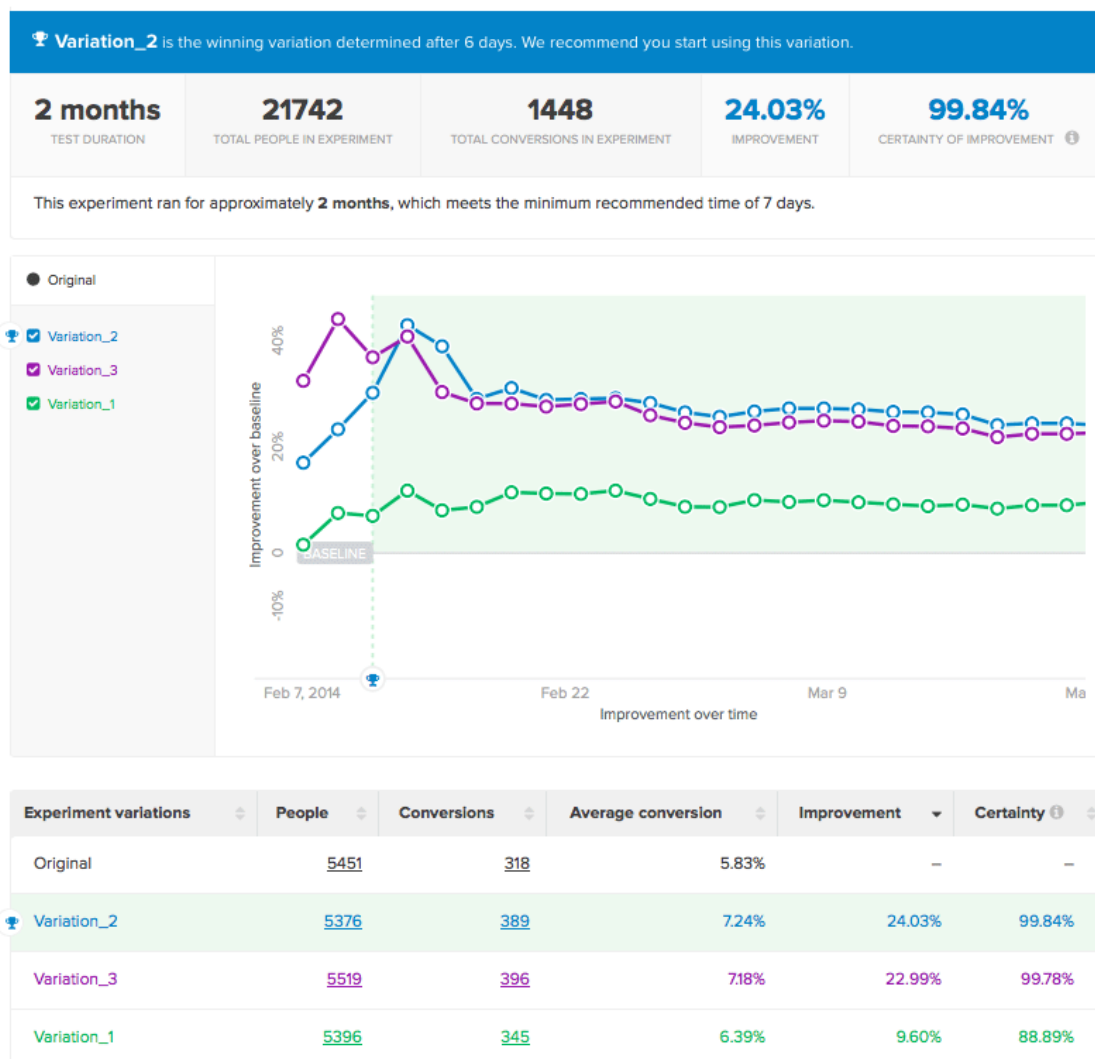 Variation_2 is the winning variation determined after 6 days. We recommend you start using this variation.
2 months 21742 1448 24.03% 99.84%
TEST DURATION TOTAL PEOPLE IN EXPERIMENT TOTAL CONVERSIONS IN EXPERIMENT IMPROVEMENT CERTAINTY OF IMPROVEMENT
This experiment ran for approximately 2 months, which meets the minimum recommended time of 7 days.
Original
Variation_2
Variation_3
Variation_1
Improvement over baseline
40%
20%
0
-10%
BASELINE
Feb 7, 2014 Feb 22 Mar 9 Ma
Improvement over time
Experiment variations People Conversions Average conversion Improvement Certainty
Original 5451 318 5.83% – –
Variation_2 5376 389 7.24% 24.03% 99.84%
Variation_3 5519 396 7.18% 22.99% 99.78%
Variation_1 5396 345 6.39% 9.60% 88.89%